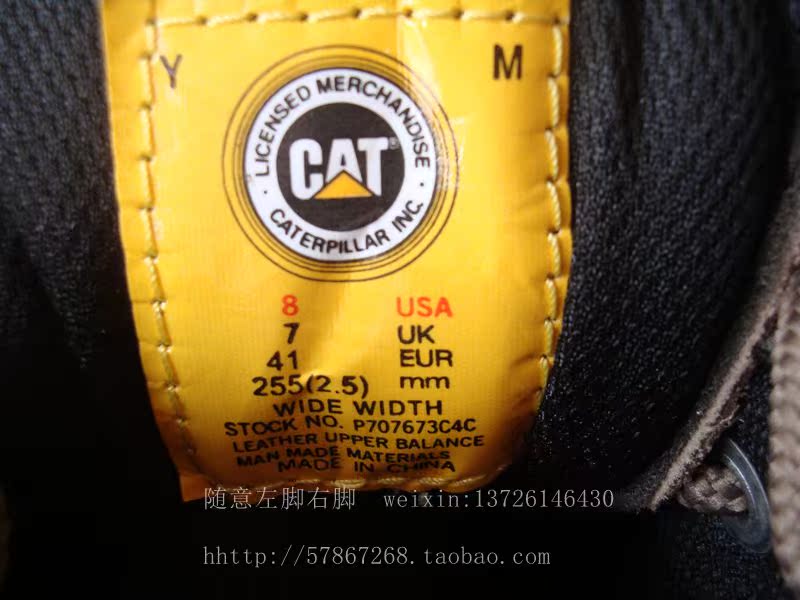 Y M
LICENSED MERCHANDISE
CAT®
CATERPILLAR INC.
8 USA
7 UK
41 EUR
255(2.5) mm
WIDE WIDTH
STOCK NO. P707673C4C
LEATHER UPPER BALANCE
MAN MADE MATERIALS
MADE IN CHINA
随意左脚右脚 weixin:13726146430
hhttp://57867268.taobao.com